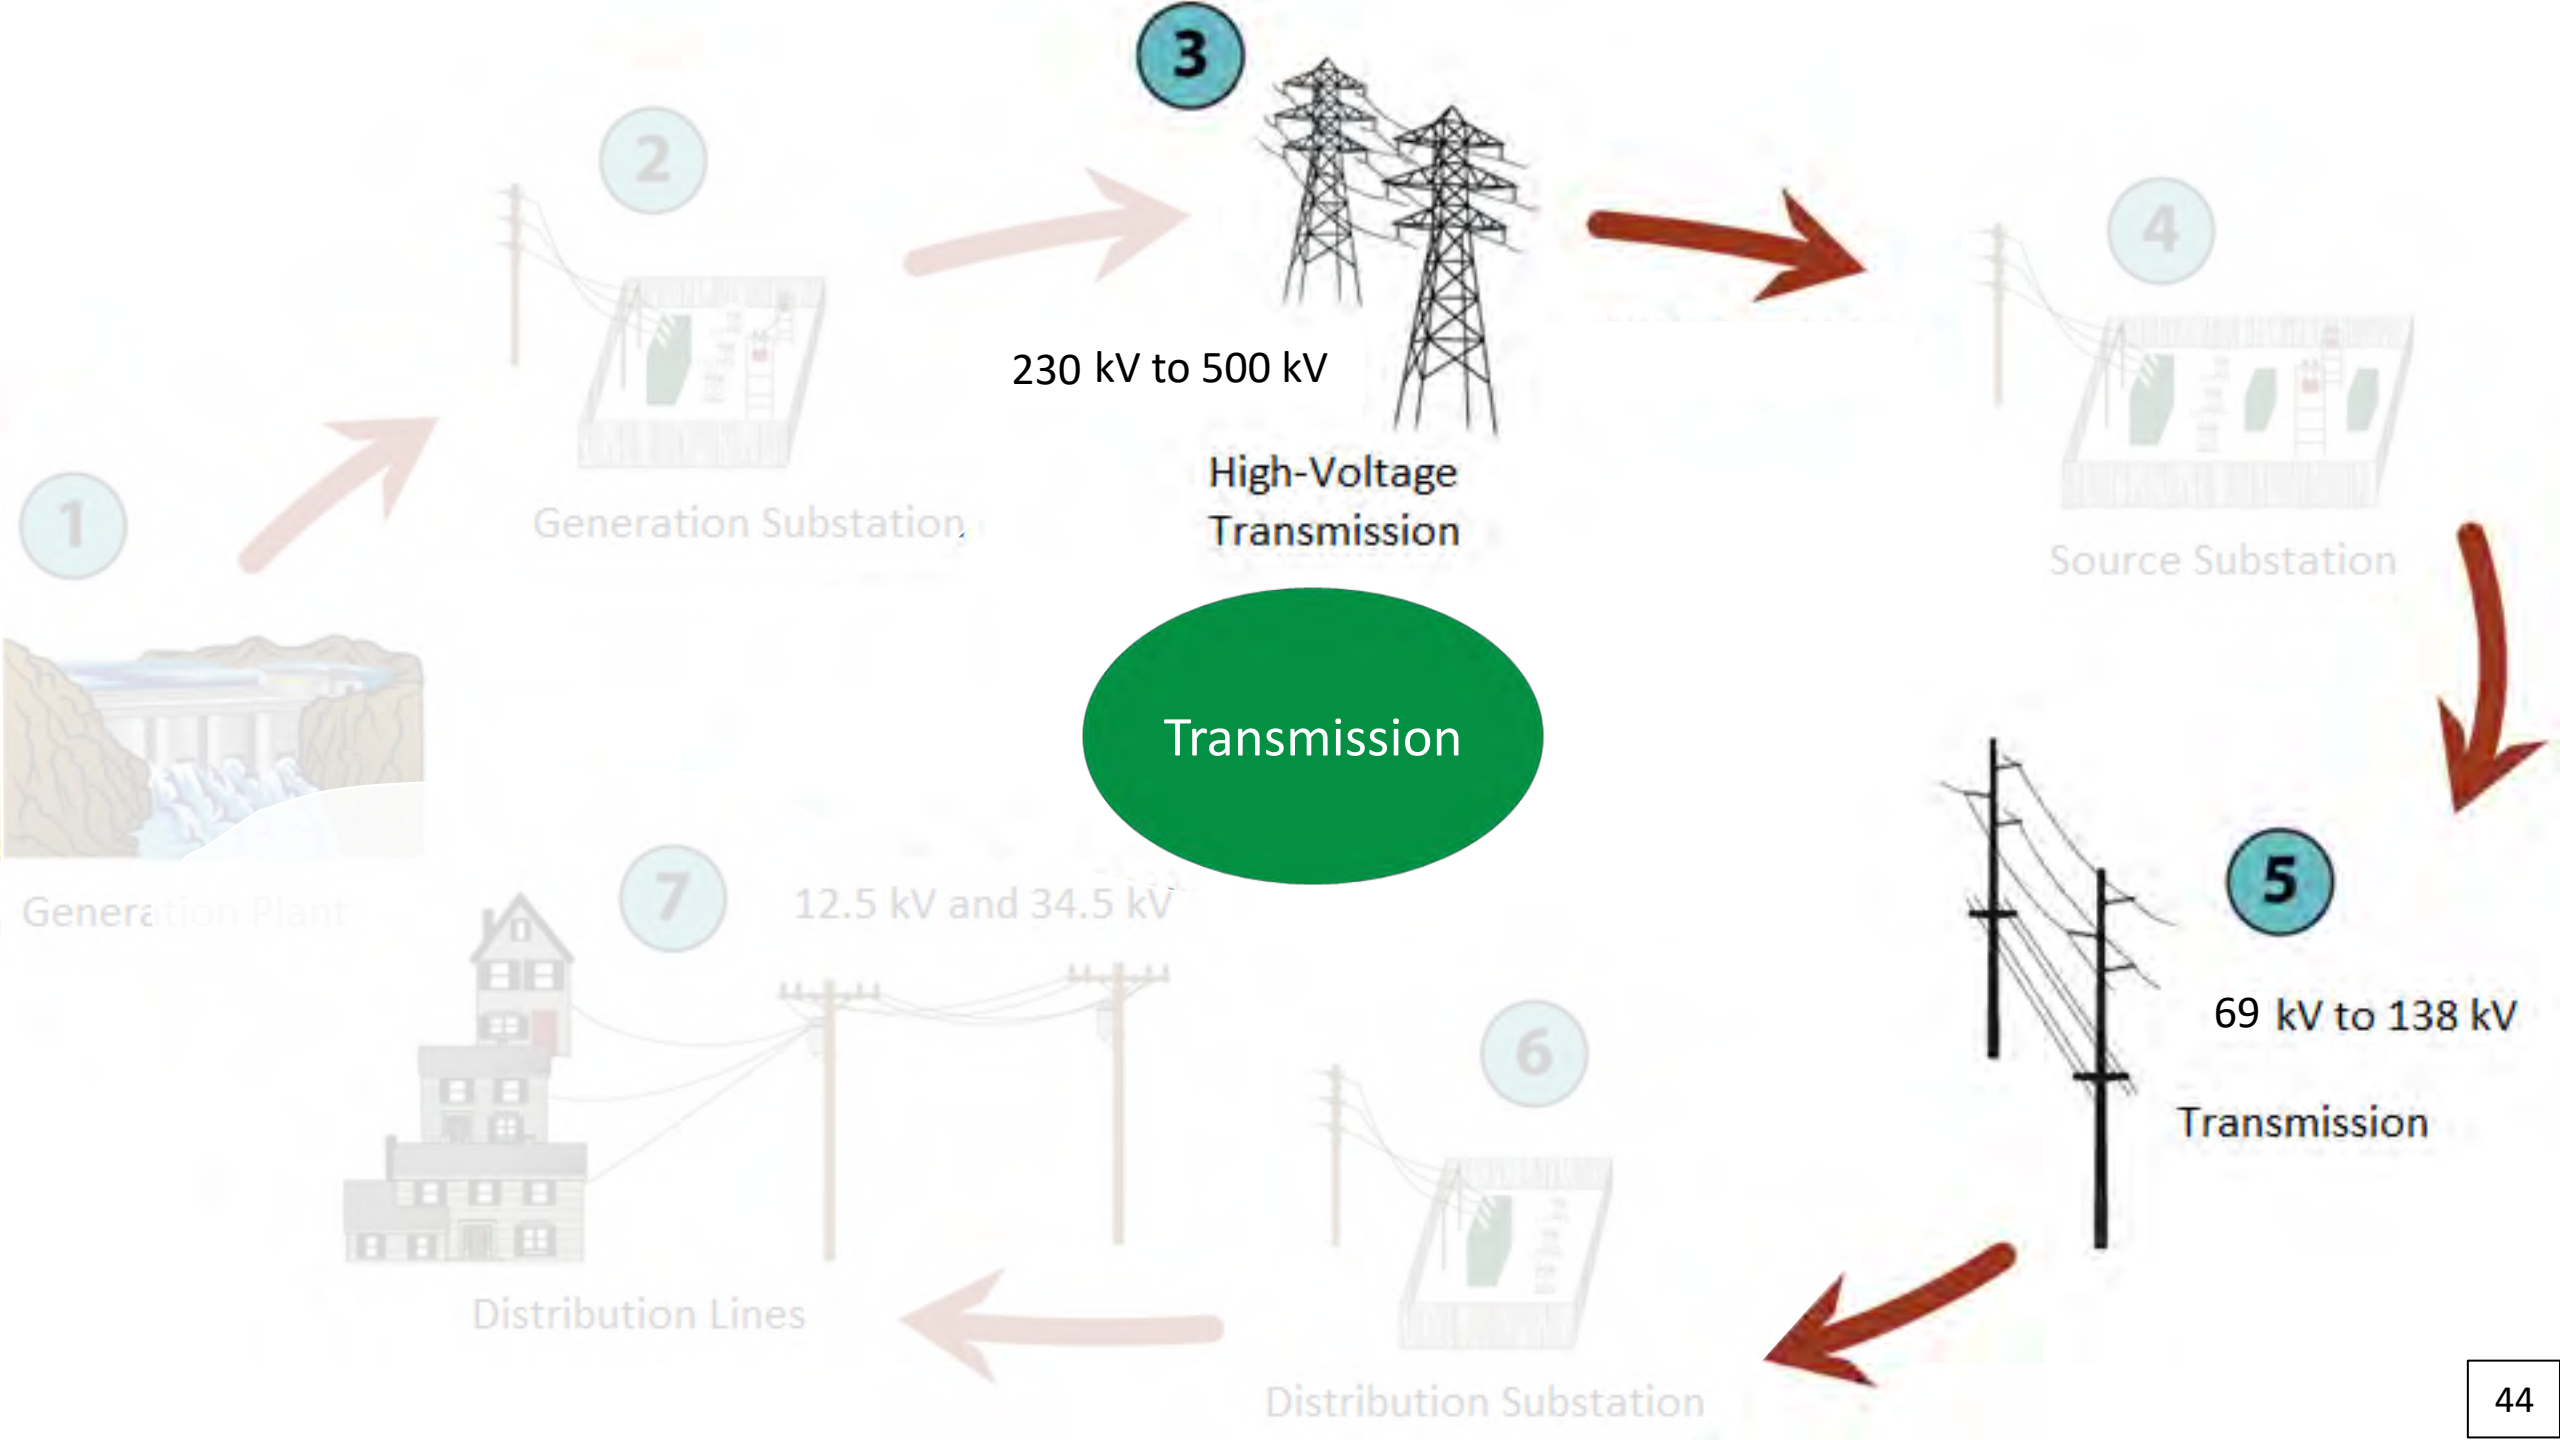 3
2
4
230 kV to 500 kV
High-Voltage
Transmission
1
Generation Substation
Source Substation
Transmission
7
12.5 kV and 34.5 kV
Generation Plant
5
69 kV to 138 kV
6
Transmission
Distribution Lines
Distribution Substation
44